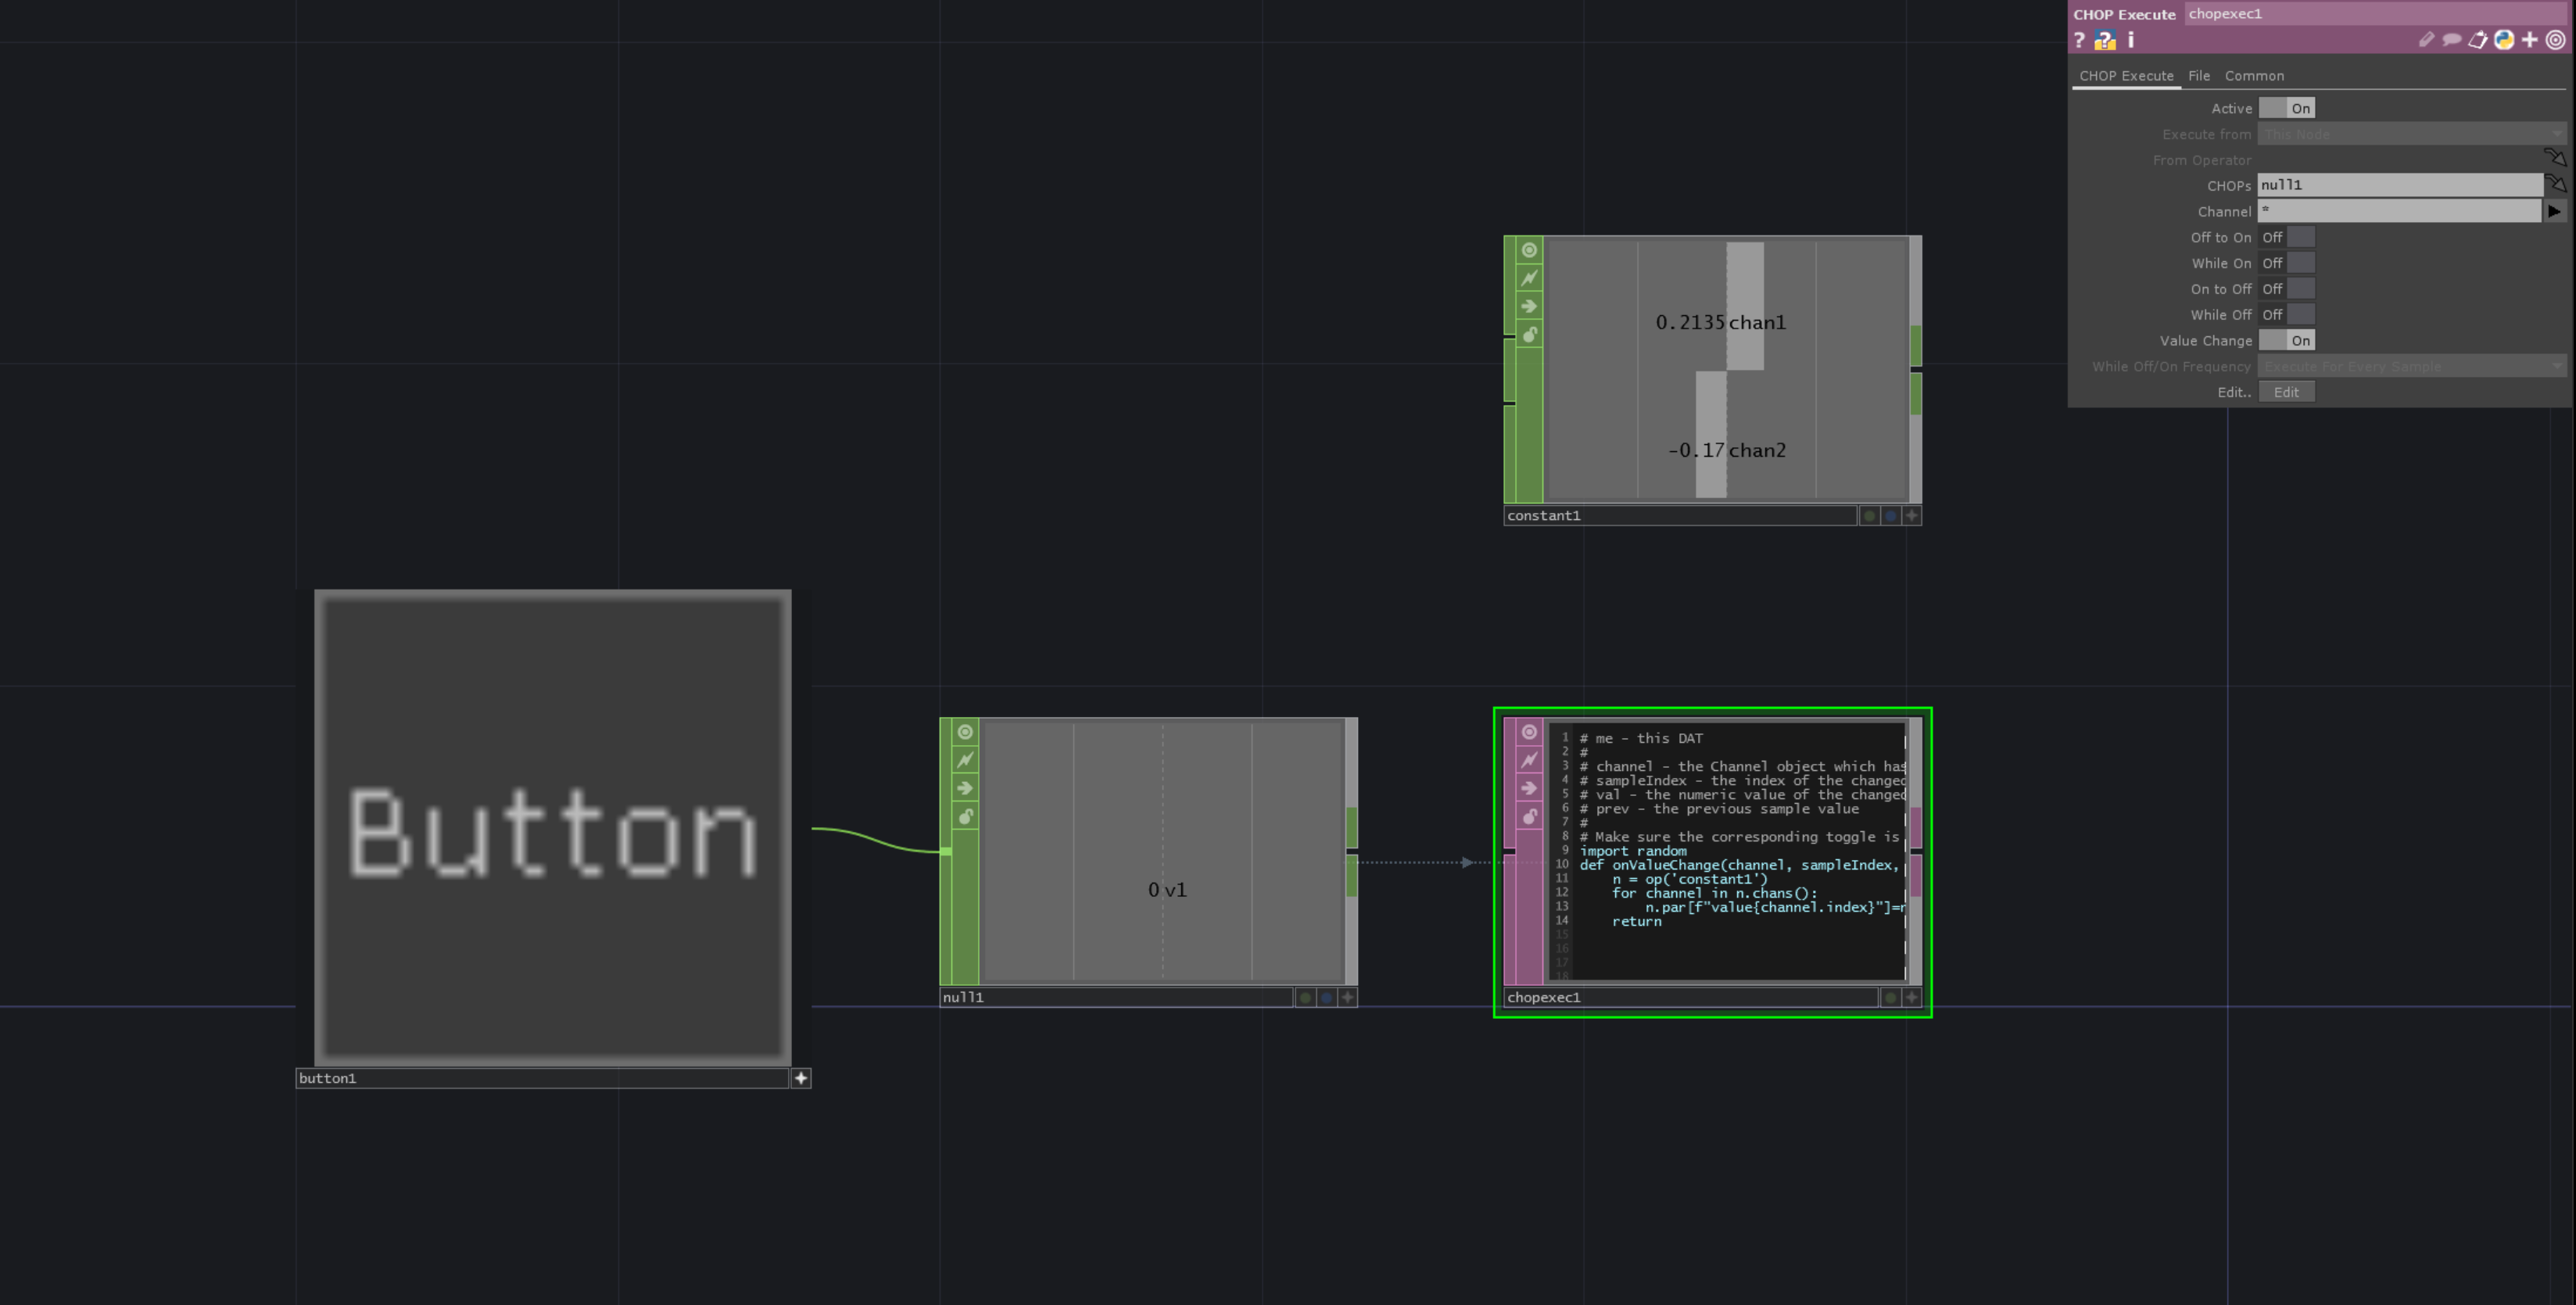 CHOP Execute chopexec1
? ? i
CHOP Execute File Common
Active On
Execute from This Node
From Operator
CHOPs null1
Channel *
Off to On Off
While On Off
On to Off Off
While Off Off
Value Change On
While Off/On Frequency Execute For Every Sample
Edit.. Edit
0.2135 chan1
-0.17 chan2
constant1
Button
button1
0 v1
null1
1 # me - this DAT
2 #
3 # channel - the Channel object which has
4 # sampleIndex - the index of the changed
5 # val - the numeric value of the changed
6 # prev - the previous sample value
7 #
8 # Make sure the corresponding toggle is
9 import random
10 def onValueChange(channel, sampleIndex,
11 n = op('constant1')
12 for channel in n.chans():
13 n.par[f"value{channel.index}"]=r
14 return
15
16
17
18
chopexec1